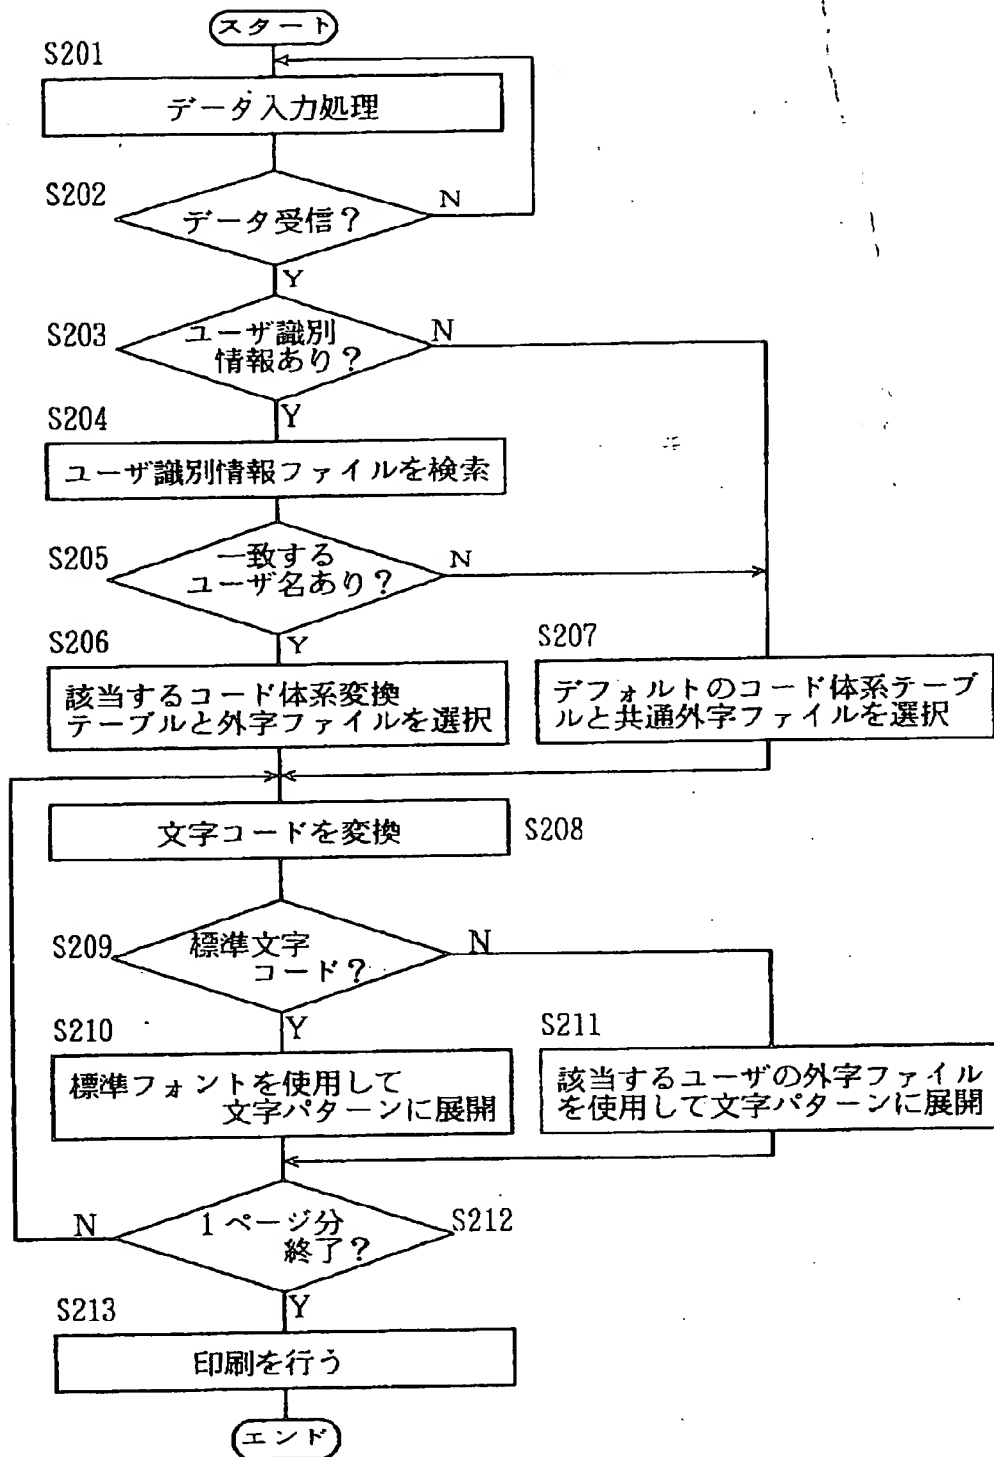 スタート
S201
データ入力処理
S202
データ受信?
N
Y
S203
ユーザ識別
情報あり?
N
Y
S204
ユーザ識別情報ファイルを検索
S205
一致する
ユーザ名あり?
N
Y
S206
該当するコード体系変換
テーブルと外字ファイルを選択
S207
デフォルトのコード体系テーブ
ルと共通外字ファイルを選択
文字コードを変換
S208
S209
標準文字
コード?
N
Y
S210
標準フォントを使用して
文字パターンに展開
S211
該当するユーザの外字ファイル
を使用して文字パターンに展開
N
1ページ分
終了?
S212
Y
S213
印刷を行う
エンド